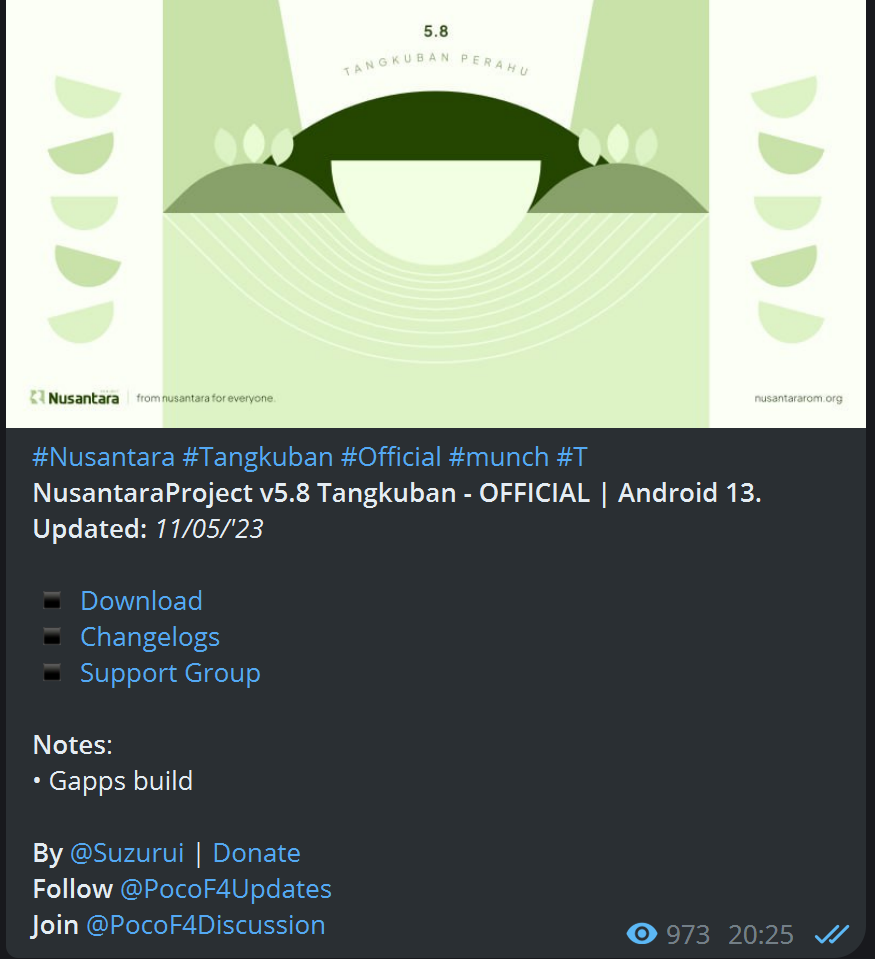 5.8
TANGKUBAN PERAHU
Nusantara | from nusantara for everyone.
nusantararom.org
#Nusantara #Tangkuban #Official #munch #T
NusantaraProject v5.8 Tangkuban - OFFICIAL | Android 13.
Updated: 11/05/'23
Download
Changelogs
Support Group
Notes:
• Gapps build
By @Suzurui | Donate
Follow @PocoF4Updates
Join @PocoF4Discussion
973 20:25